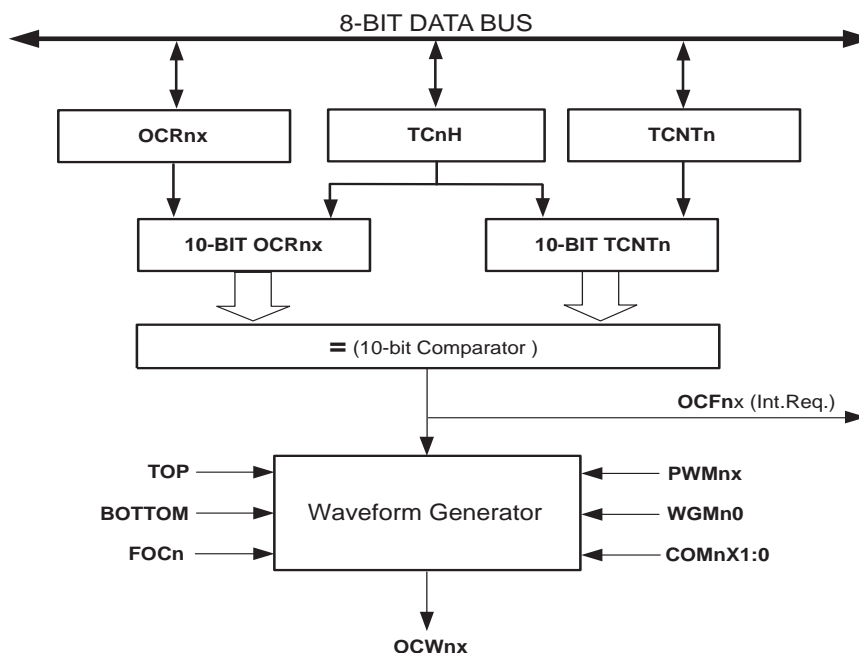 8-BIT DATA BUS
OCRnx
TCnH
TCNTn
10-BIT OCRnx
10-BIT TCNTn
= (10-bit Comparator )
OCFnx (Int.Req.)
TOP
PWMnx
BOTTOM
Waveform Generator
WGMn0
FOCn
COMnX1:0
OCWnx